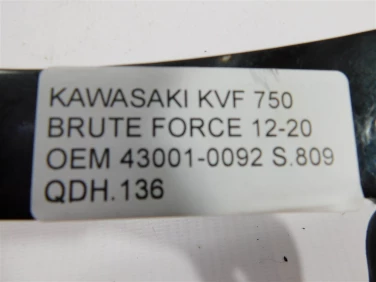 KAWASAKI KVF 750
BRUTE FORCE 12-20
OEM 43001-0092 S.809
QDH.136